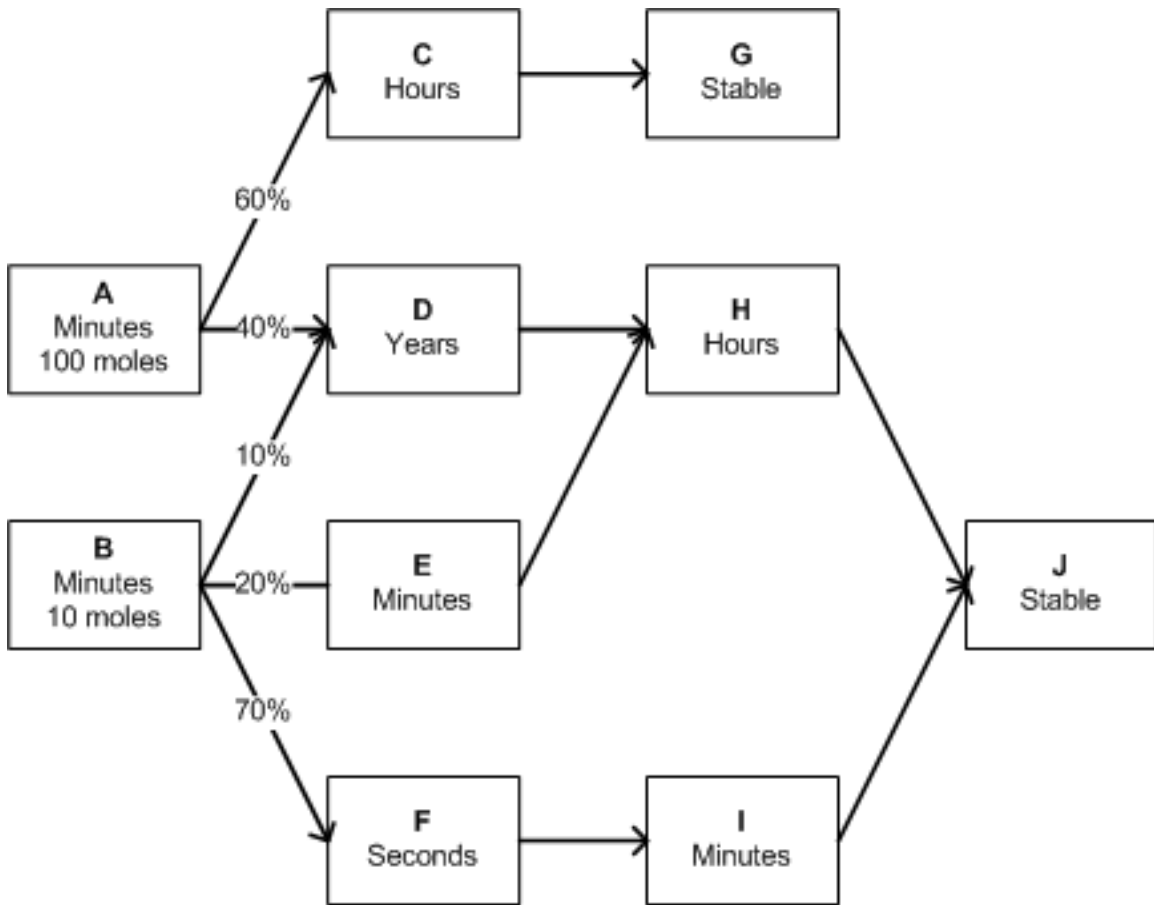 C
Hours
G
Stable
60%
A
Minutes
100 moles
40%
D
Years
H
Hours
10%
B
Minutes
10 moles
20%
E
Minutes
J
Stable
70%
F
Seconds
I
Minutes